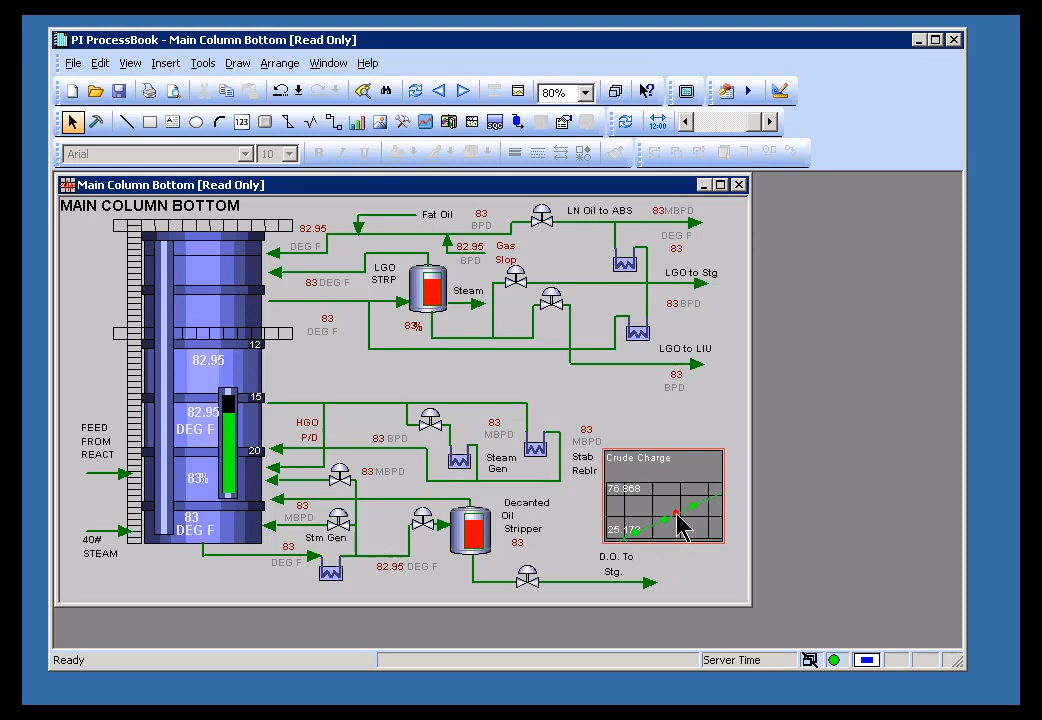 PI ProcessBook - Main Column Bottom [Read Only]
File Edit View Insert Tools Draw Arrange Window Help
80%
123
SQC
12:00
Arial 10 B I U
Main Column Bottom [Read Only]
MAIN COLUMN BOTTOM
Fat Oil
83
BPD
LN Oil to ABS
83 MBPD
82.95
DEG F
DEG F
83
82.95
BPD
Gas
Slop
LGO
STRP
83 DEG F
Steam
LGO to Stg
83 BPD
83
DEG F
83%
12
LGO to LIU
83
BPD
82.95
15
82.95
DEG F
HGO
P/D
83 BPD
83
MBPD
83
MBPD
FEED
FROM
REACT
20
Steam
Gen
Stab
Reblr
Crude Charge
76.868
25.173
83%
83 MBPD
83
MBPD
Decanted
Oil
Stripper
83
83
DEG F
Stm Gen
40#
STEAM
83
DEG F
82.95 DEG F
D.O. To
Stg.
Ready
Server Time